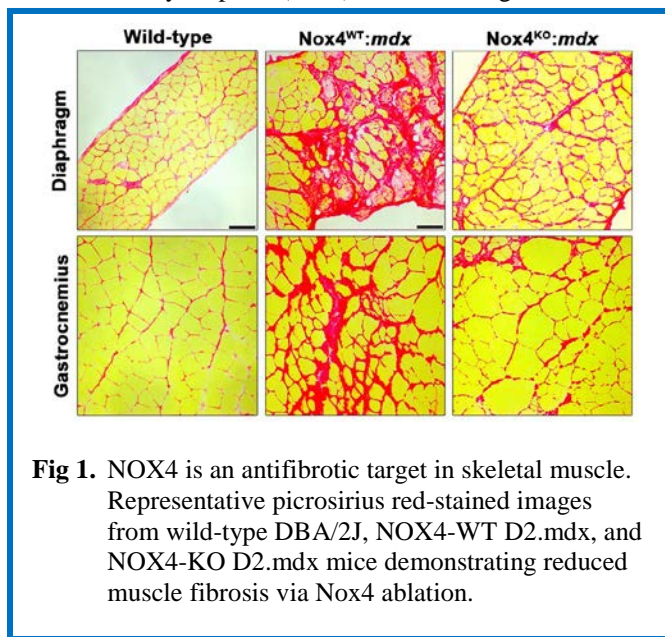 Wild-type Nox4ᵂᵀ:mdx Nox4ᴷᴼ:mdx
Diaphragm
Gastrocnemius
Fig 1. NOX4 is an antifibrotic target in skeletal muscle.
Representative picrosirius red-stained images
from wild-type DBA/2J, NOX4-WT D2.mdx, and
NOX4-KO D2.mdx mice demonstrating reduced
muscle fibrosis via Nox4 ablation.